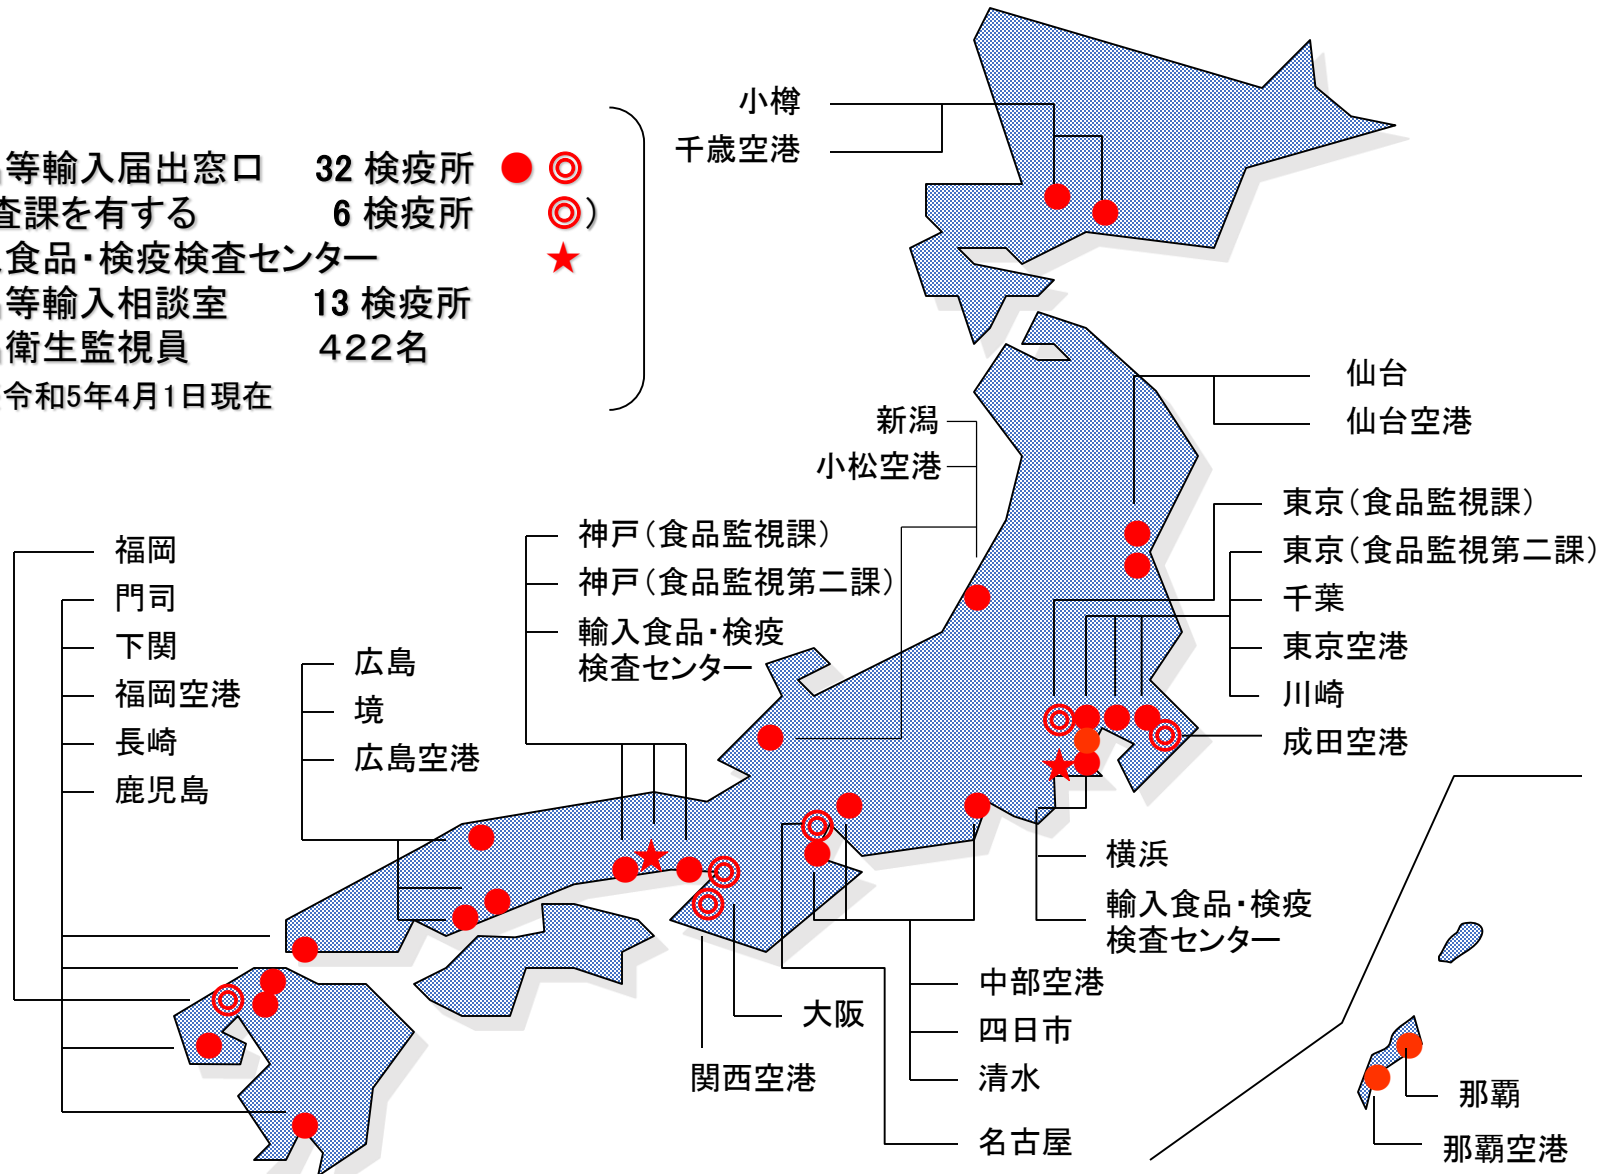 等輸入届出窓口 32 検疫所 ● ◎
査課を有する 6 検疫所 ◎）
食品・検疫検査センター ★
等輸入相談室 13 検疫所
衛生監視員 422名
令和5年4月1日現在
小樽
千歳空港
仙台
仙台空港
新潟
小松空港
東京（食品監視課）
東京（食品監視第二課）
千葉
東京空港
川崎
成田空港
神戸（食品監視課）
神戸（食品監視第二課）
輸入食品・検疫
検査センター
福岡
門司
下関
福岡空港
長崎
鹿児島
広島
境
広島空港
横浜
輸入食品・検疫
検査センター
大阪
関西空港
中部空港
四日市
清水
名古屋
那覇
那覇空港